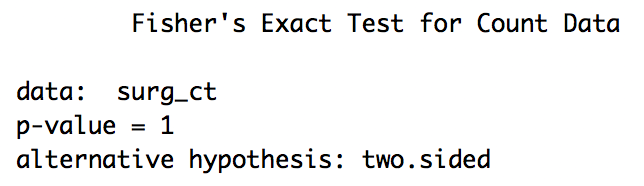 Fisher's Exact Test for Count Data
data:  surg_ct
p-value = 1
alternative hypothesis: two.sided